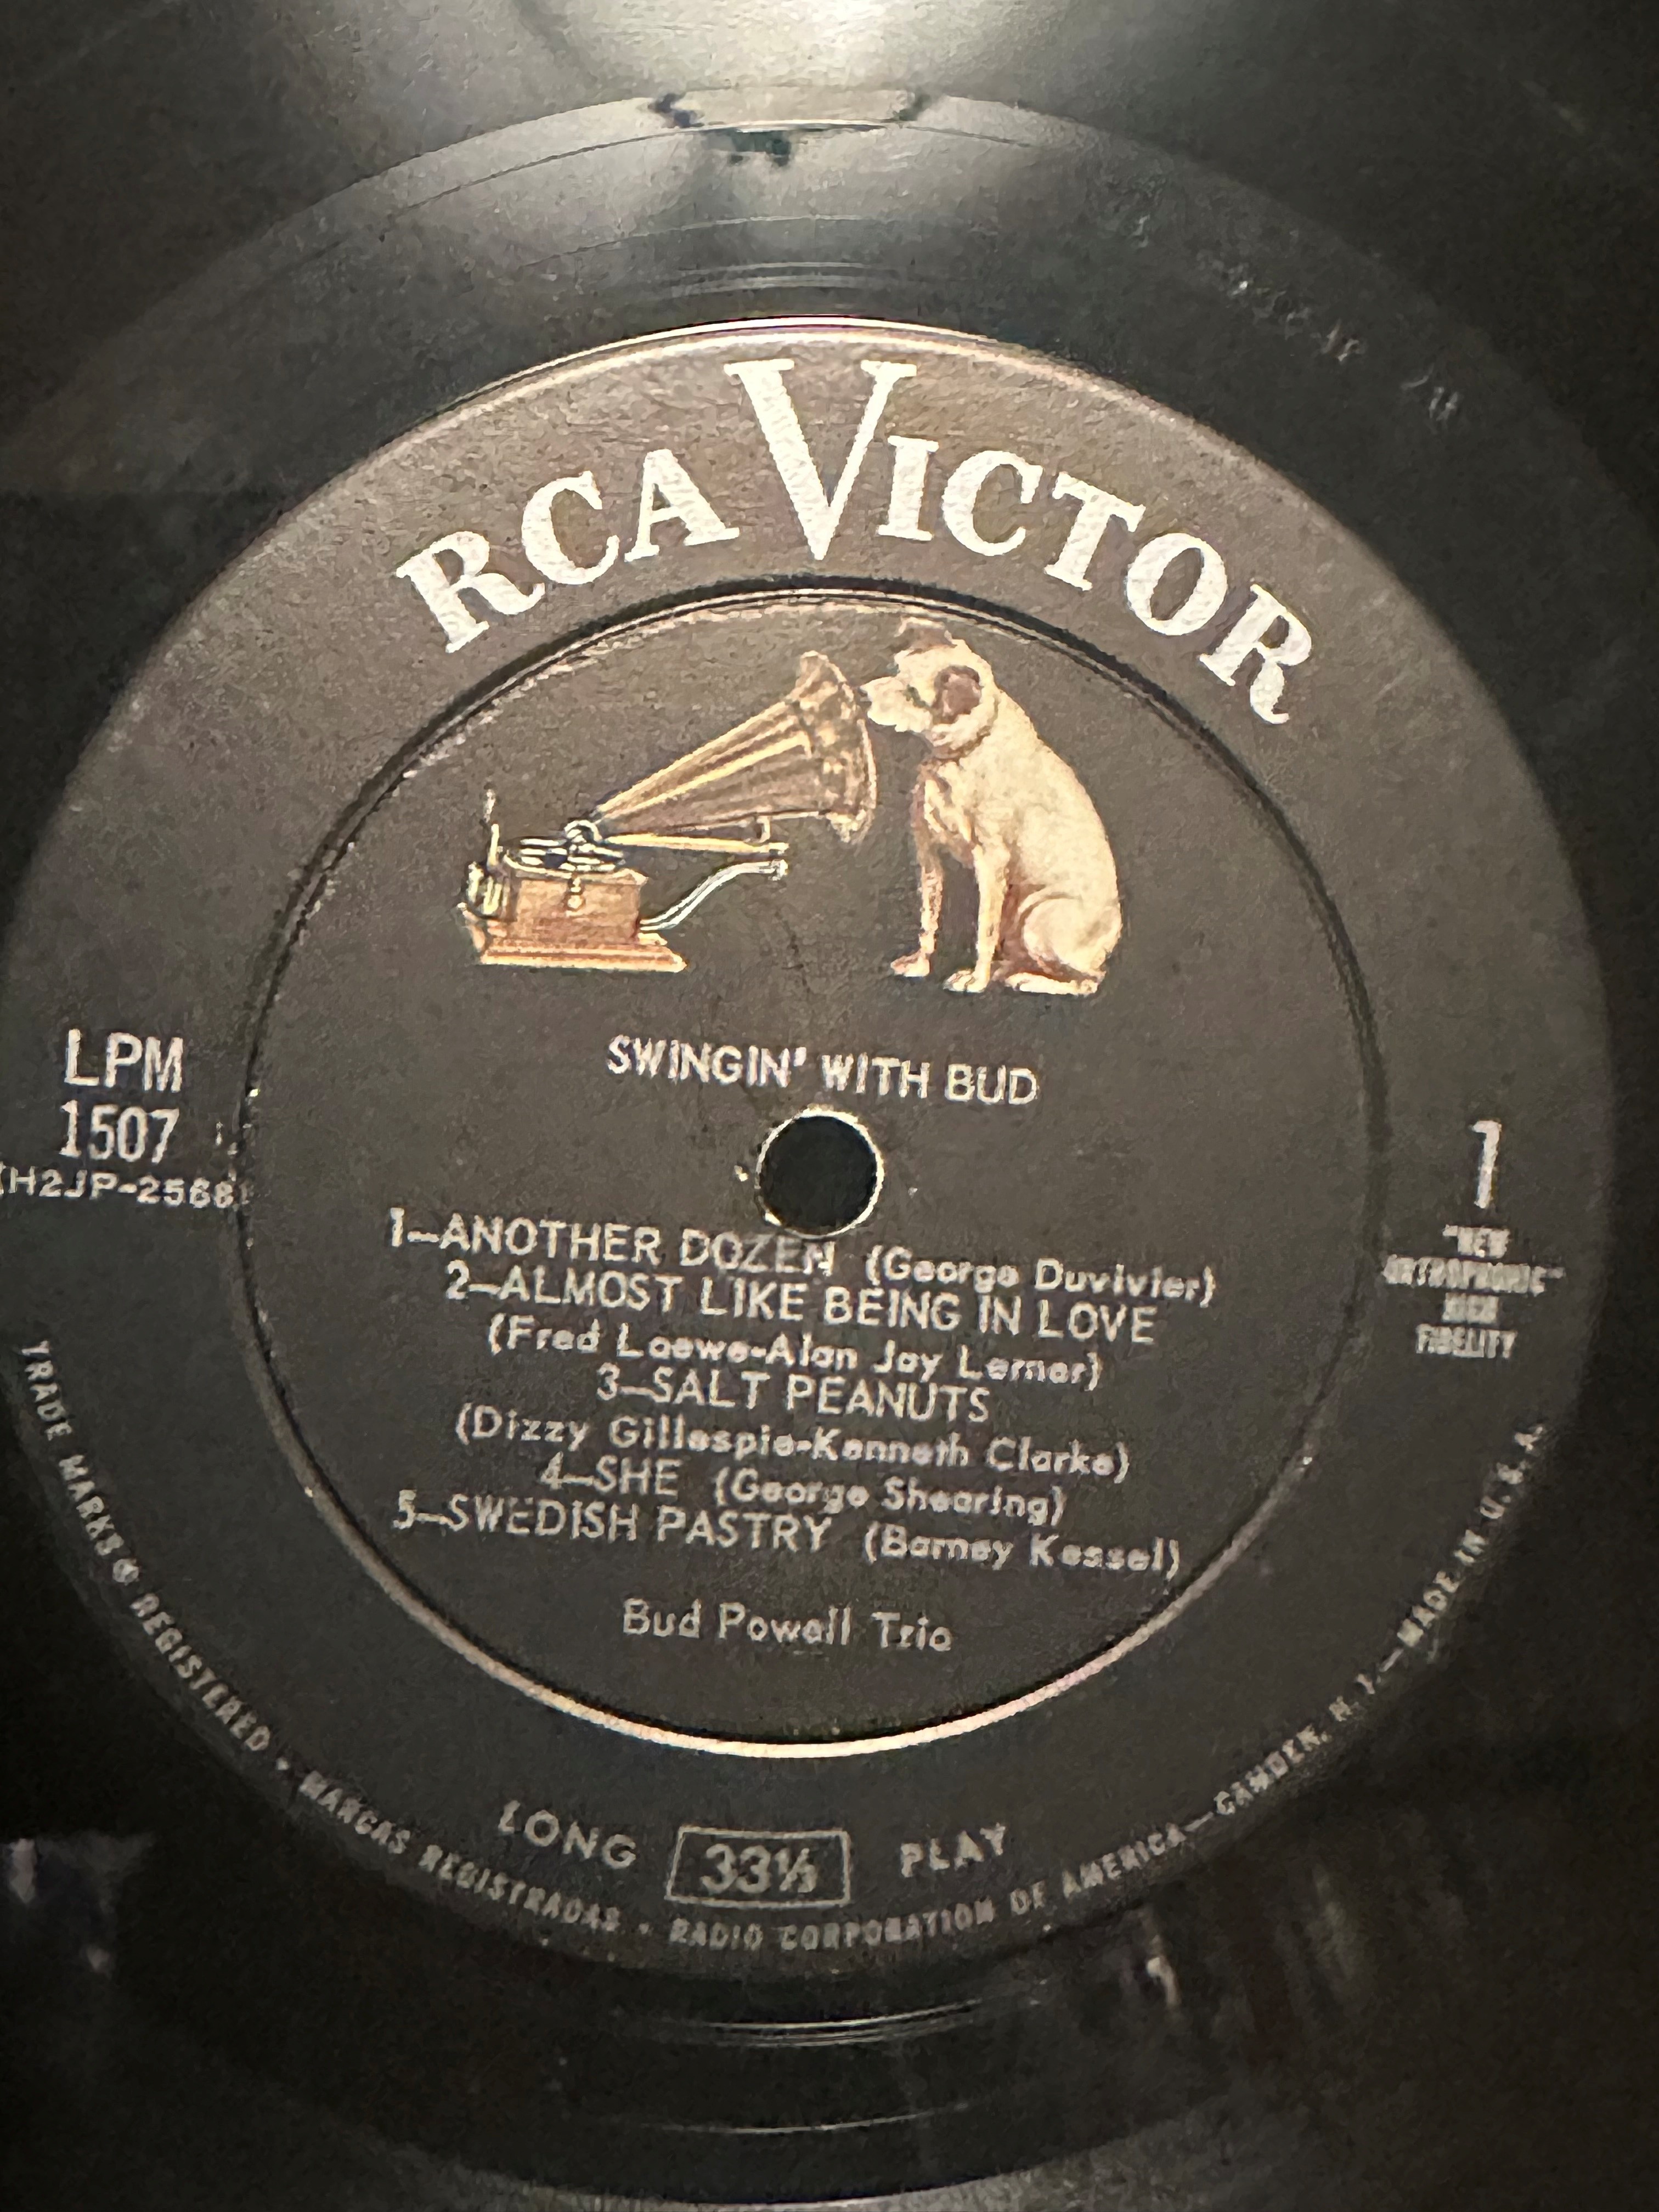 RCA VICTOR
SWINGIN' WITH BUD
LPM
1507
(H2JP-2568)
1
"NEW
ORTHOPHONIC"
HIGH
FIDELITY
1—ANOTHER DOZEN (George Duvivier)
2—ALMOST LIKE BEING IN LOVE
(Fred Loewe-Alan Jay Lerner)
3—SALT PEANUTS
(Dizzy Gillespie-Kenneth Clarke)
4—SHE (George Shearing)
5—SWEDISH PASTRY (Barney Kessel)
Bud Powell Trio
LONG 33⅓ PLAY
TRADE MARKS ® REGISTERED • MARCAS REGISTRADAS • RADIO CORPORATION OF AMERICA—CAMDEN, N. J.—MADE IN U. S. A.